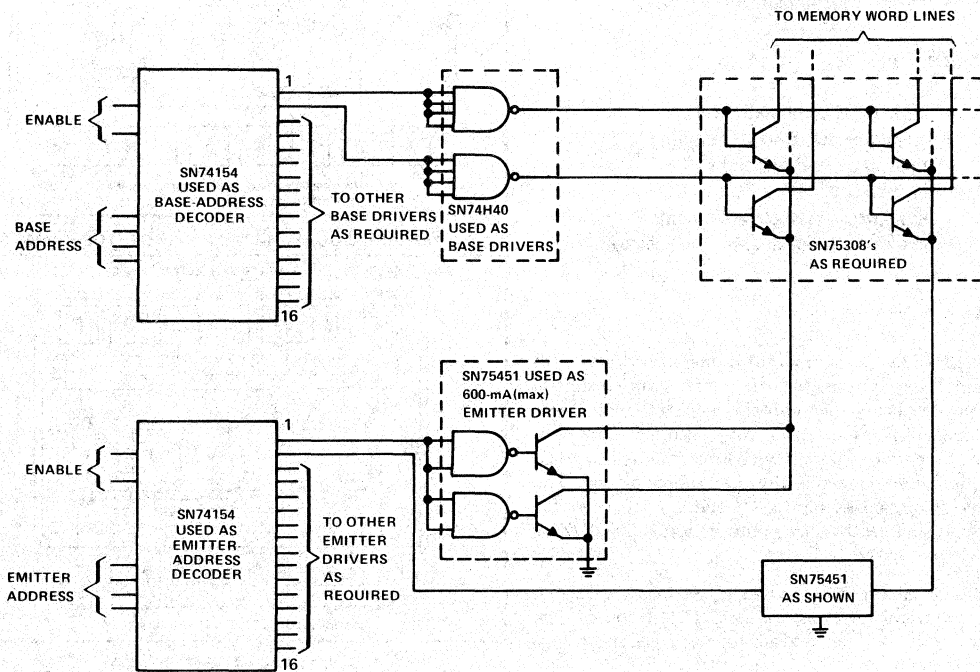 TO MEMORY WORD LINES
1
ENABLE
SN74154
USED AS
BASE-ADDRESS
DECODER
BASE
ADDRESS
TO OTHER
BASE DRIVERS
AS REQUIRED
16
SN74H40
USED AS
BASE DRIVERS
SN75308's
AS REQUIRED
SN75451 USED AS
600-mA(max)
EMITTER DRIVER
1
ENABLE
SN74154
USED AS
EMITTER-
ADDRESS
DECODER
EMITTER
ADDRESS
TO OTHER
EMITTER
DRIVERS
AS
REQUIRED
16
SN75451
AS SHOWN